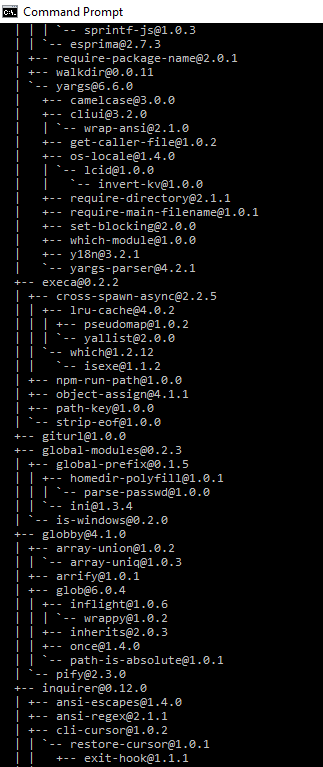 Command Prompt
| | | `-- sprintf-js@1.0.3
| | `-- esprima@2.7.3
| +-- require-package-name@2.0.1
| +-- walkdir@0.0.11
| `-- yargs@6.6.0
|   +-- camelcase@3.0.0
|   +-- cliui@3.2.0
|   | `-- wrap-ansi@2.1.0
|   +-- get-caller-file@1.0.2
|   +-- os-locale@1.4.0
|   | `-- lcid@1.0.0
|   |   `-- invert-kv@1.0.0
|   +-- require-directory@2.1.1
|   +-- require-main-filename@1.0.1
|   +-- set-blocking@2.0.0
|   +-- which-module@1.0.0
|   +-- y18n@3.2.1
|   `-- yargs-parser@4.2.1
+-- execa@0.2.2
| +-- cross-spawn-async@2.2.5
| | +-- lru-cache@4.0.2
| | | +-- pseudomap@1.0.2
| | | `-- yallist@2.0.0
| | `-- which@1.2.12
| |   `-- isexe@1.1.2
| +-- npm-run-path@1.0.0
| +-- object-assign@4.1.1
| +-- path-key@1.0.0
| `-- strip-eof@1.0.0
+-- giturl@1.0.0
+-- global-modules@0.2.3
| +-- global-prefix@0.1.5
| | +-- homedir-polyfill@1.0.1
| | | `-- parse-passwd@1.0.0
| | `-- ini@1.3.4
| `-- is-windows@0.2.0
+-- globby@4.1.0
| +-- array-union@1.0.2
| | `-- array-uniq@1.0.3
| +-- arrify@1.0.1
| +-- glob@6.0.4
| | +-- inflight@1.0.6
| | | `-- wrappy@1.0.2
| | +-- inherits@2.0.3
| | +-- once@1.4.0
| | `-- path-is-absolute@1.0.1
| `-- pify@2.3.0
+-- inquirer@0.12.0
| +-- ansi-escapes@1.4.0
| +-- ansi-regex@2.1.1
| +-- cli-cursor@1.0.2
| | `-- restore-cursor@1.0.1
| |   +-- exit-hook@1.1.1